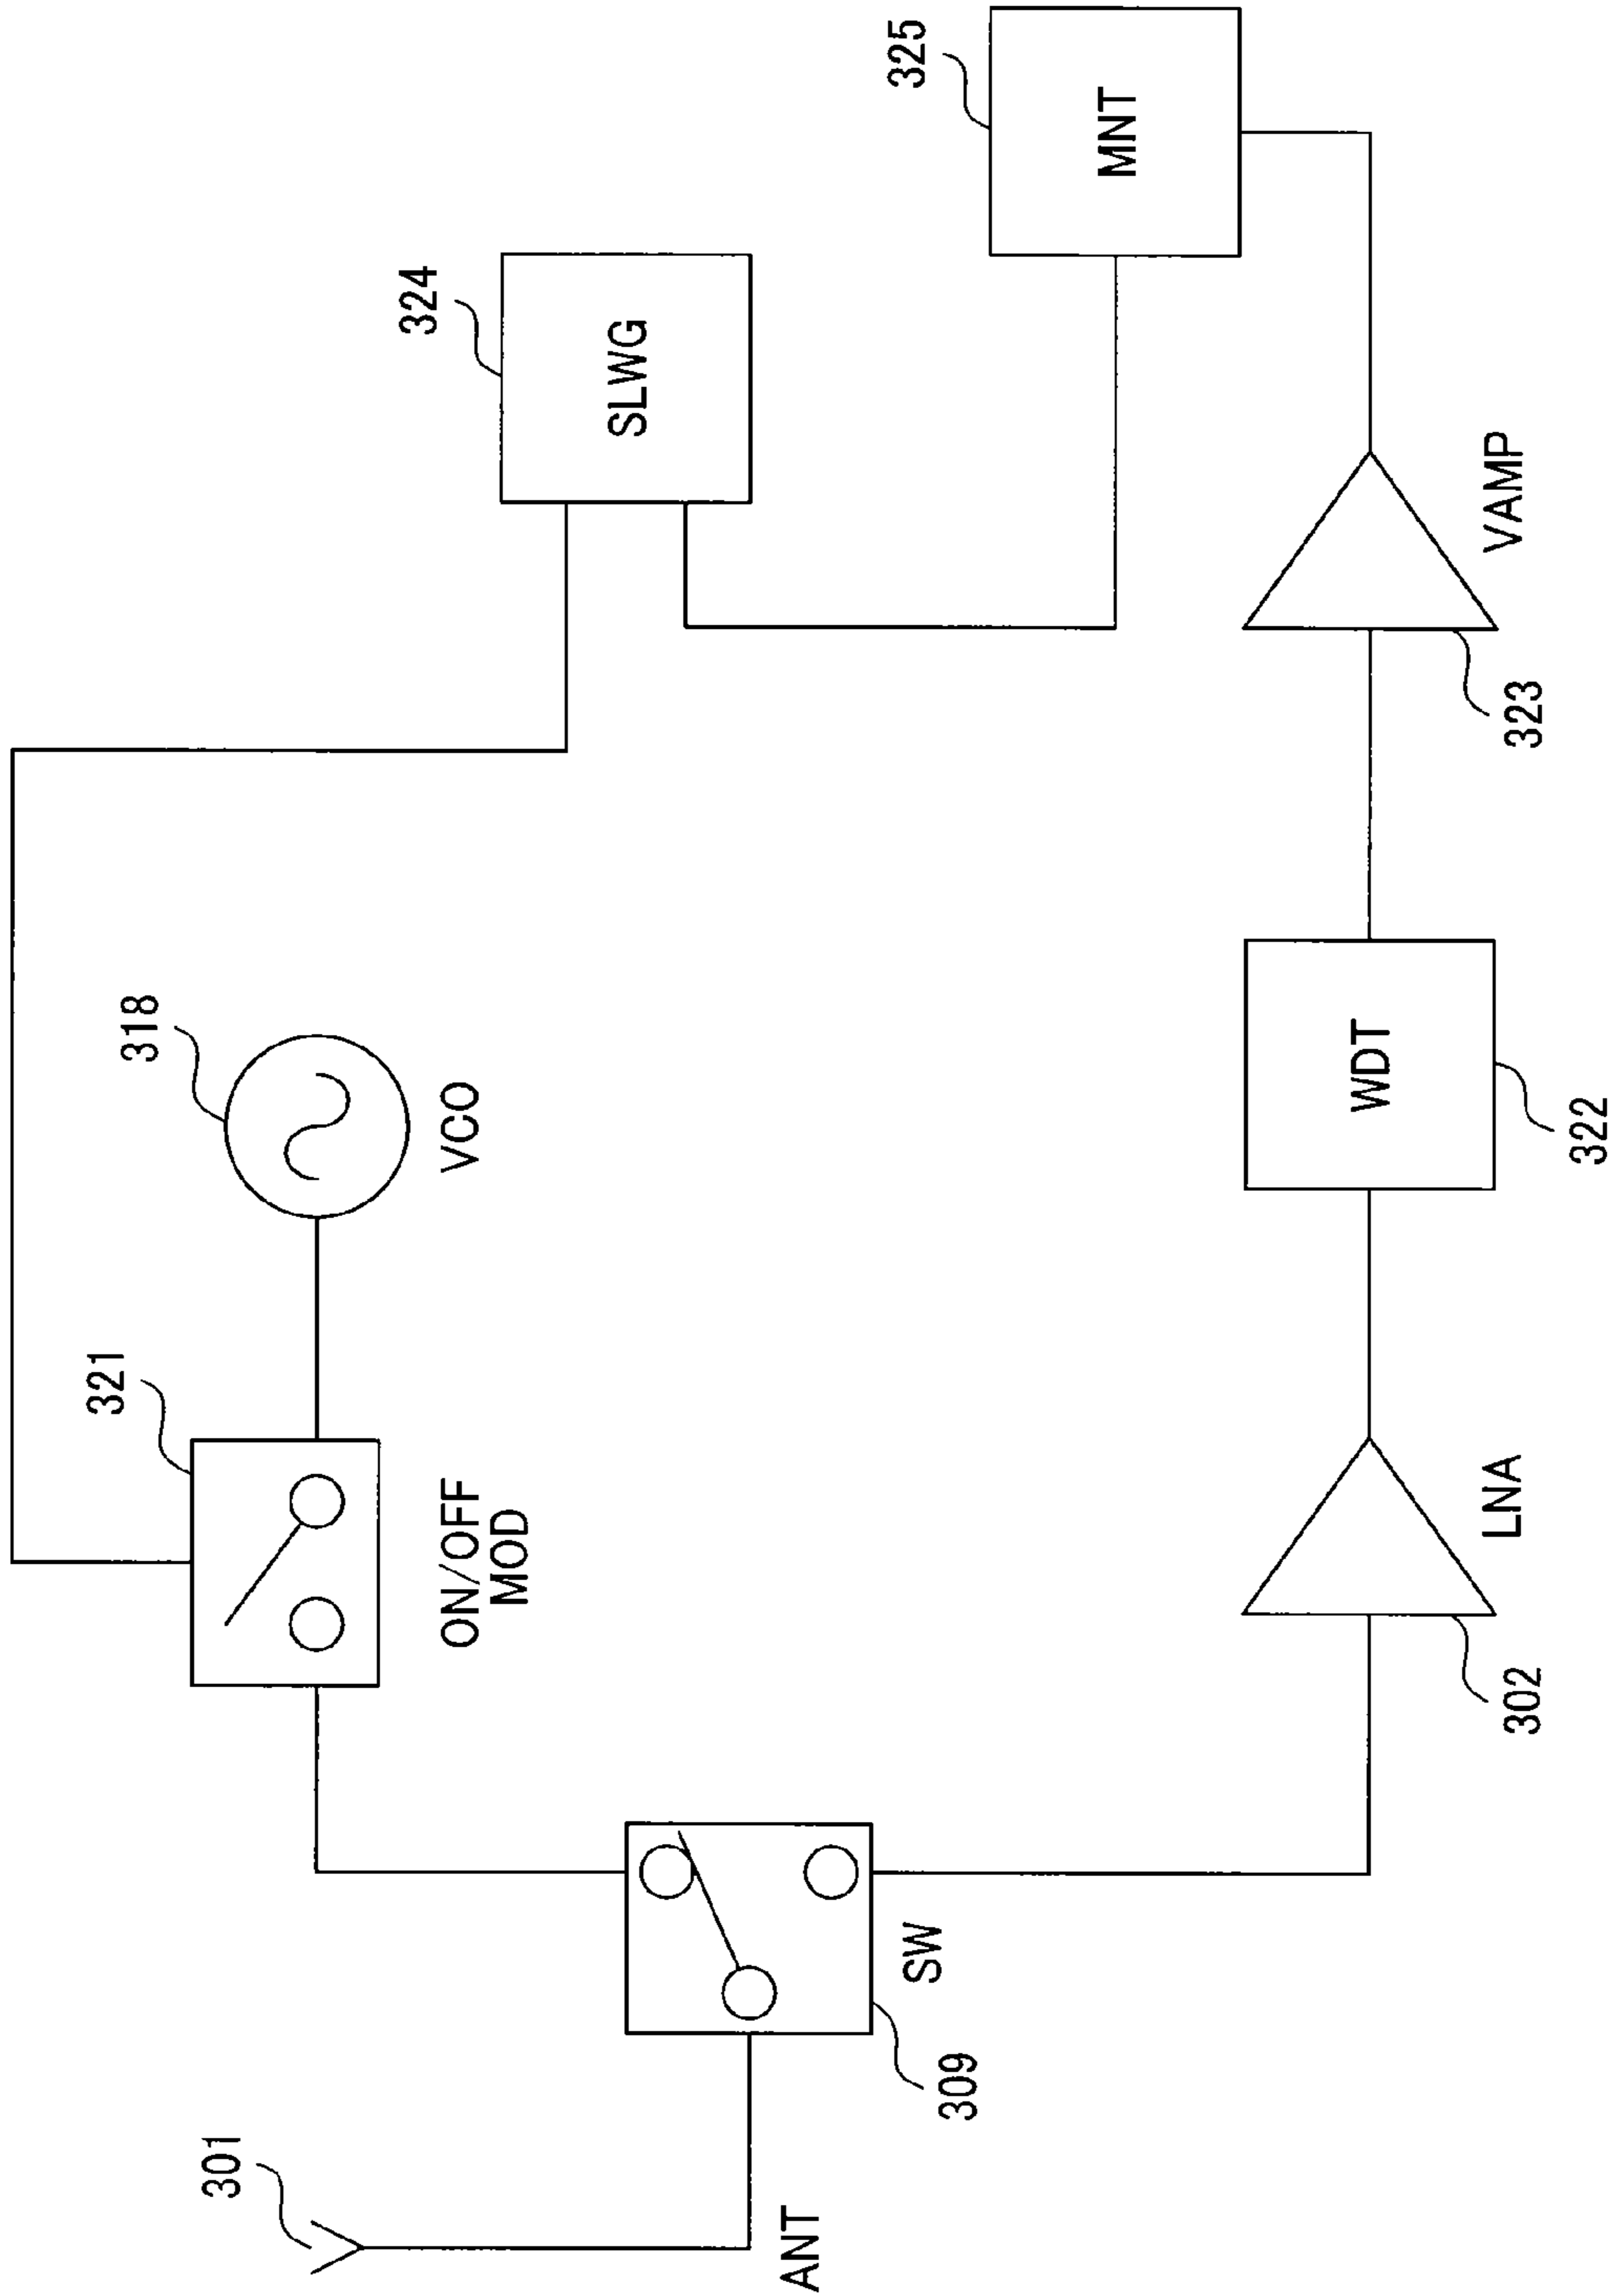 301
ANT
309
SW
321
ON/OFF
MOD
318
VCO
324
SLWG
325
MNT
302
LNA
322
WDT
323
VAMP